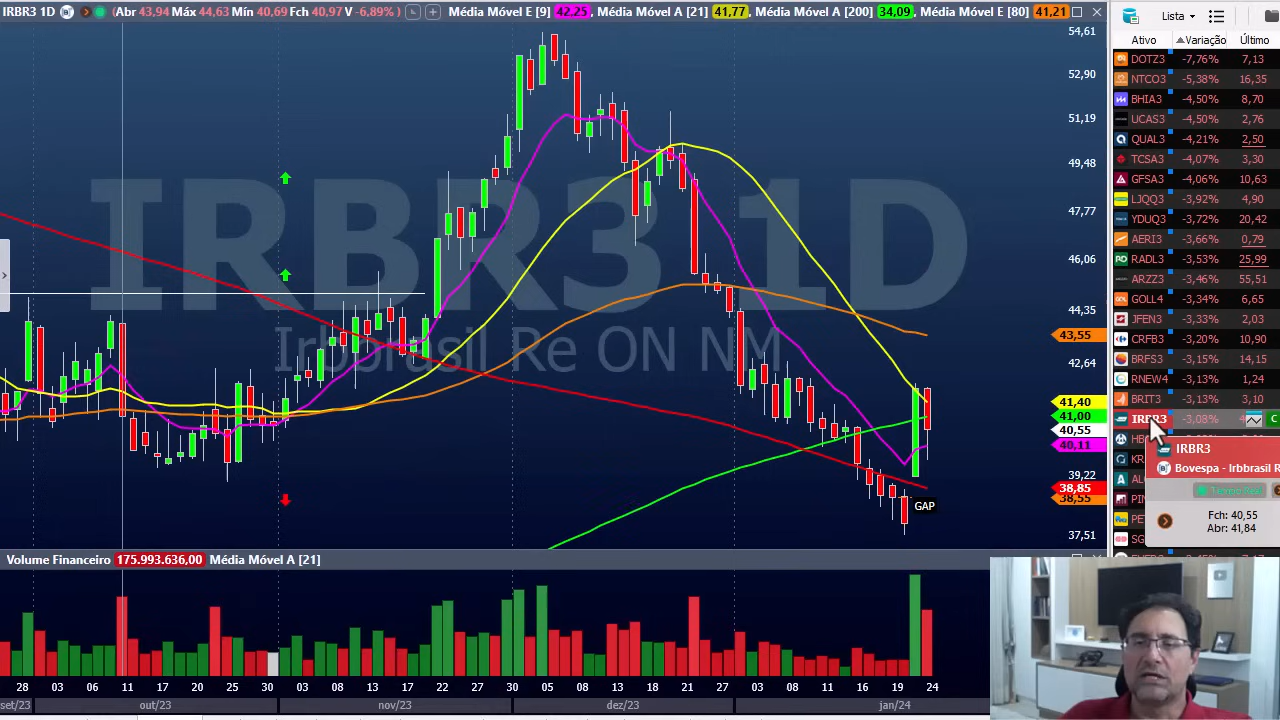 IRBR3 1D (Abr 43,94 Máx 44,63 Mín 40,69 Fch 40,97 V -6,89%) Média Móvel E [9] 42,25, Média Móvel A [21] 41,77, Média Móvel A [200] 34,09, Média Móvel E [80] 41,21
IRBR3 1D
Irbbrasil Re ON NM
54,61
52,90
51,19
49,48
47,77
46,06
44,35
43,55
42,64
41,40
41,00
40,55
40,11
39,22
38,85
38,55
37,51
GAP
Volume Financeiro 175.993.636,00 Média Móvel A [21]
28 03 06 11 17 20 25 30 03 08 13 17 22 27 30 05 08 13 18 21 27 03 08 11 16 19 24
set/23 out/23 nov/23 dez/23 jan/24
Lista
Ativo Variação Último
DOTZ3 -7,76% 7,13
NTCO3 -5,38% 16,35
BHIA3 -4,50% 8,70
UCAS3 -4,50% 2,76
QUAL3 -4,21% 2,50
TCSA3 -4,07% 3,30
GFSA3 -4,06% 10,63
LJQQ3 -3,92% 4,90
YDUQ3 -3,72% 20,42
AERI3 -3,66% 0,79
RADL3 -3,53% 25,99
ARZZ3 -3,46% 55,51
GOLL4 -3,34% 6,65
JFEN3 -3,33% 2,03
CRFB3 -3,20% 10,90
BRFS3 -3,15% 14,15
RNEW4 -3,13% 1,24
BRIT3 -3,13% 3,10
IRBR3 -3,08% 4 C
HB
KR
AL
PIN
PE
SG
IRBR3
Bovespa - Irbbrasil R
Fch: 40,55
Abr: 41,84